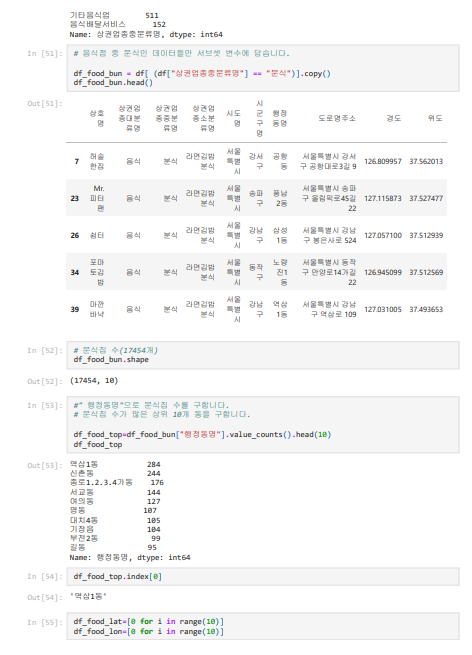 기타음식업 511
음식배달서비스 152
Name: 상권업종중분류명, dtype: int64
In [51]: # 음식점 중 분식인 데이터들만 서브셋 변수에 담습니다.
df_food_bun = df[ (df["상권업종중분류명"] == "분식")].copy()
df_food_bun.head()
Out[51]:
상호명 상권업종대분류명 상권업종중분류명 상권업종소분류명 시도명 시군구명 행정동명 도로명주소 경도 위도
7 허술한집 음식 분식 라면김밥분식 서울특별시 강서구 공항동 서울특별시 강서구 공항대로3길 9 126.809957 37.562013
23 Mr.피터팬 음식 분식 라면김밥분식 서울특별시 송파구 풍납2동 서울특별시 송파구 올림픽로45길 22 127.115873 37.527477
26 쉼터 음식 분식 라면김밥분식 서울특별시 강남구 삼성1동 서울특별시 강남구 봉은사로 524 127.057100 37.512939
34 포마토김밥 음식 분식 라면김밥분식 서울특별시 동작구 노량진1동 서울특별시 동작구 만양로14가길 22 126.945099 37.512569
39 마깐바낙 음식 분식 라면김밥분식 서울특별시 강남구 역삼1동 서울특별시 강남구 역삼로 109 127.031005 37.493653
In [52]: # 분식집 수(17454개)
df_food_bun.shape
Out[52]: (17454, 10)
In [53]: #" 행정동명"으로 분식집 수를 구합니다.
# 분식집 수가 많은 상위 10개 동을 구합니다.
df_food_top=df_food_bun["행정동명"].value_counts().head(10)
df_food_top
Out[53]: 역삼1동 284
신촌동 244
종로1.2.3.4가동 176
서교동 144
여의동 127
명동 107
대치4동 105
기장읍 104
부전2동 99
길동 95
Name: 행정동명, dtype: int64
In [54]: df_food_top.index[0]
Out[54]: '역삼1동'
In [55]: df_food_lat=[0 for i in range(10)]
df_food_lon=[0 for i in range(10)]